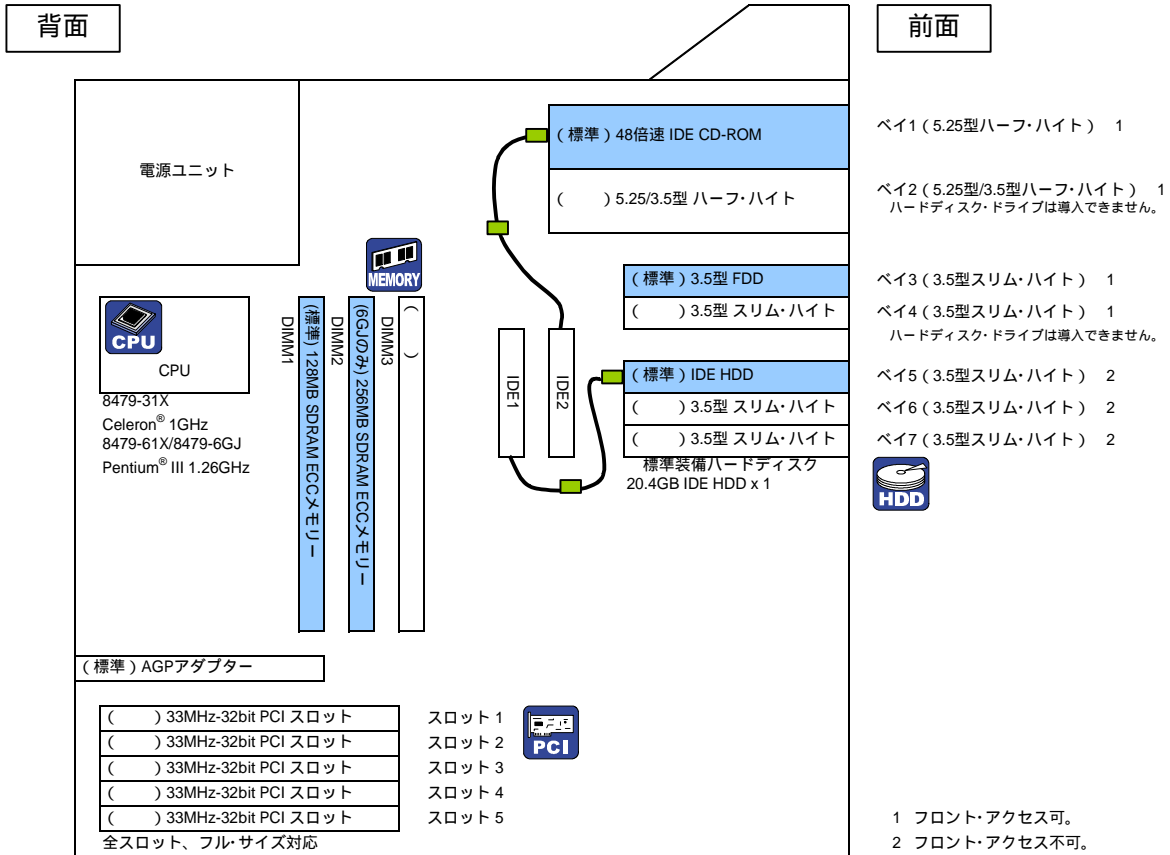 背面
前面
電源ユニット
(標準)48倍速 IDE CD-ROM
(　　)5.25/3.5型 ハーフ・ハイト
ベイ1(5.25型ハーフ・ハイト)　1
ベイ2(5.25型/3.5型ハーフ・ハイト)　1
ハードディスク・ドライブは導入できません。
MEMORY
(標準)3.5型 FDD
(　　)3.5型 スリム・ハイト
ベイ3(3.5型スリム・ハイト)　1
ベイ4(3.5型スリム・ハイト)　1
ハードディスク・ドライブは導入できません。
CPU
CPU
8479-31X
Celeron® 1GHz
8479-61X/8479-6GJ
Pentium® III 1.26GHz
DIMM1
(標準) 128MB SDRAM ECCメモリー
DIMM2
(6GJのみ) 256MB SDRAM ECCメモリー
DIMM3
(　　)
IDE1
IDE2
(標準)IDE HDD
(　　)3.5型 スリム・ハイト
(　　)3.5型 スリム・ハイト
標準装備ハードディスク
20.4GB IDE HDD x 1
ベイ5(3.5型スリム・ハイト)　2
ベイ6(3.5型スリム・ハイト)　2
ベイ7(3.5型スリム・ハイト)　2
HDD
(標準)AGPアダプター
(　　)33MHz-32bit PCI スロット　スロット 1
(　　)33MHz-32bit PCI スロット　スロット 2
(　　)33MHz-32bit PCI スロット　スロット 3
(　　)33MHz-32bit PCI スロット　スロット 4
(　　)33MHz-32bit PCI スロット　スロット 5
PCI
全スロット、フル・サイズ対応
1 フロント・アクセス可。
2 フロント・アクセス不可。